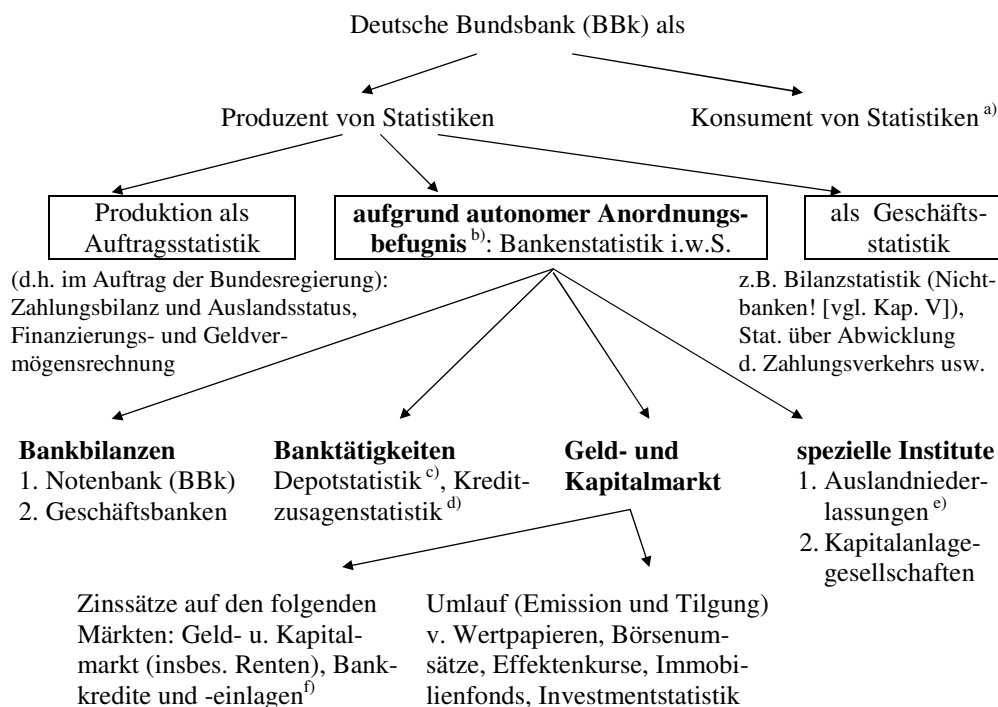 Deutsche Bundsbank (BBk) als
Produzent von Statistiken
Konsument von Statistiken a)
Produktion als
Auftragsstatistik
(d.h. im Auftrag der Bundesregierung):
Zahlungsbilanz und Auslandsstatus,
Finanzierungs- und Geldver-
mögensrechnung
aufgrund autonomer Anordnungs-
befugnis b): Bankenstatistik i.w.S.
als Geschäfts-
statistik
z.B. Bilanzstatistik (Nicht-
banken! [vgl. Kap. V]),
Stat. über Abwicklung
d. Zahlungsverkehrs usw.
Bankbilanzen
1. Notenbank (BBk)
2. Geschäftsbanken
Banktätigkeiten
Depotstatistik c), Kredit-
zusagenstatistik d)
Geld- und
Kapitalmarkt
spezielle Institute
1. Auslandnieder-
lassungen e)
2. Kapitalanlage-
gesellschaften
Zinssätze auf den folgenden
Märkten: Geld- u. Kapital-
markt (insbes. Renten), Bank-
kredite und -einlagen f)
Umlauf (Emission und Tilgung)
v. Wertpapieren, Börsenum-
sätze, Effektenkurse, Immobi-
lienfonds, Investmentstatistik